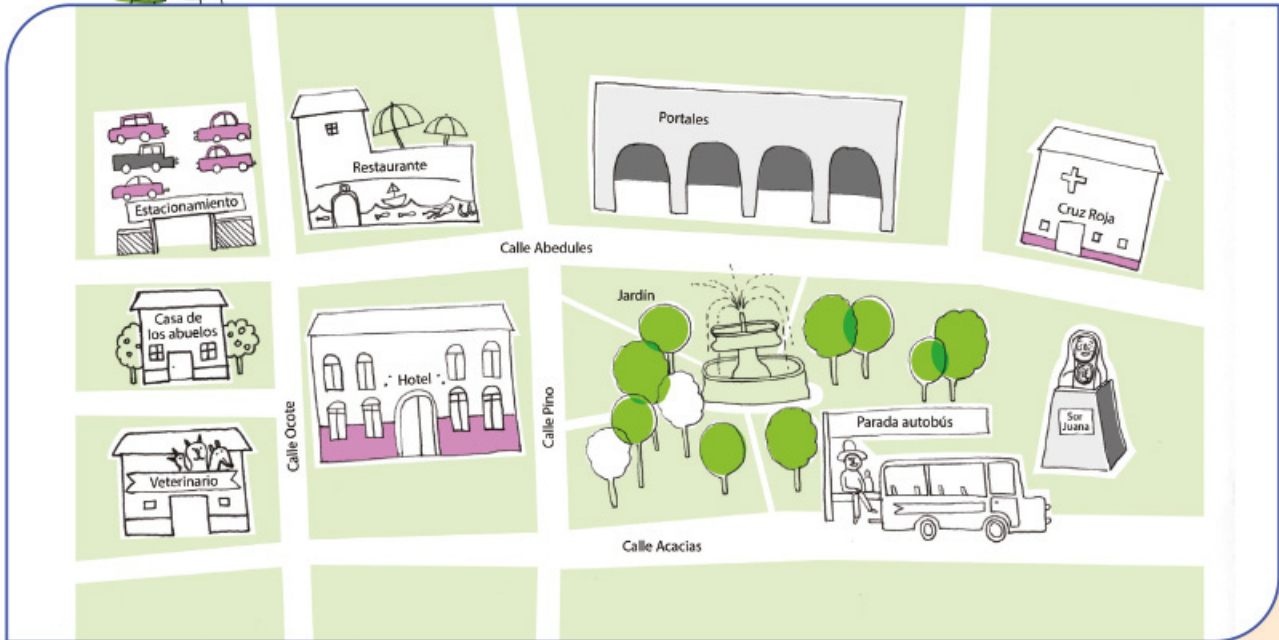 Portales
Restaurante
Estacionamiento
Cruz Roja
Calle Abedules
Jardín
Casa de
los abuelos
Hotel
Calle Ocote
Calle Pino
Parada autobús
Sor
Juana
Veterinario
Calle Acacias